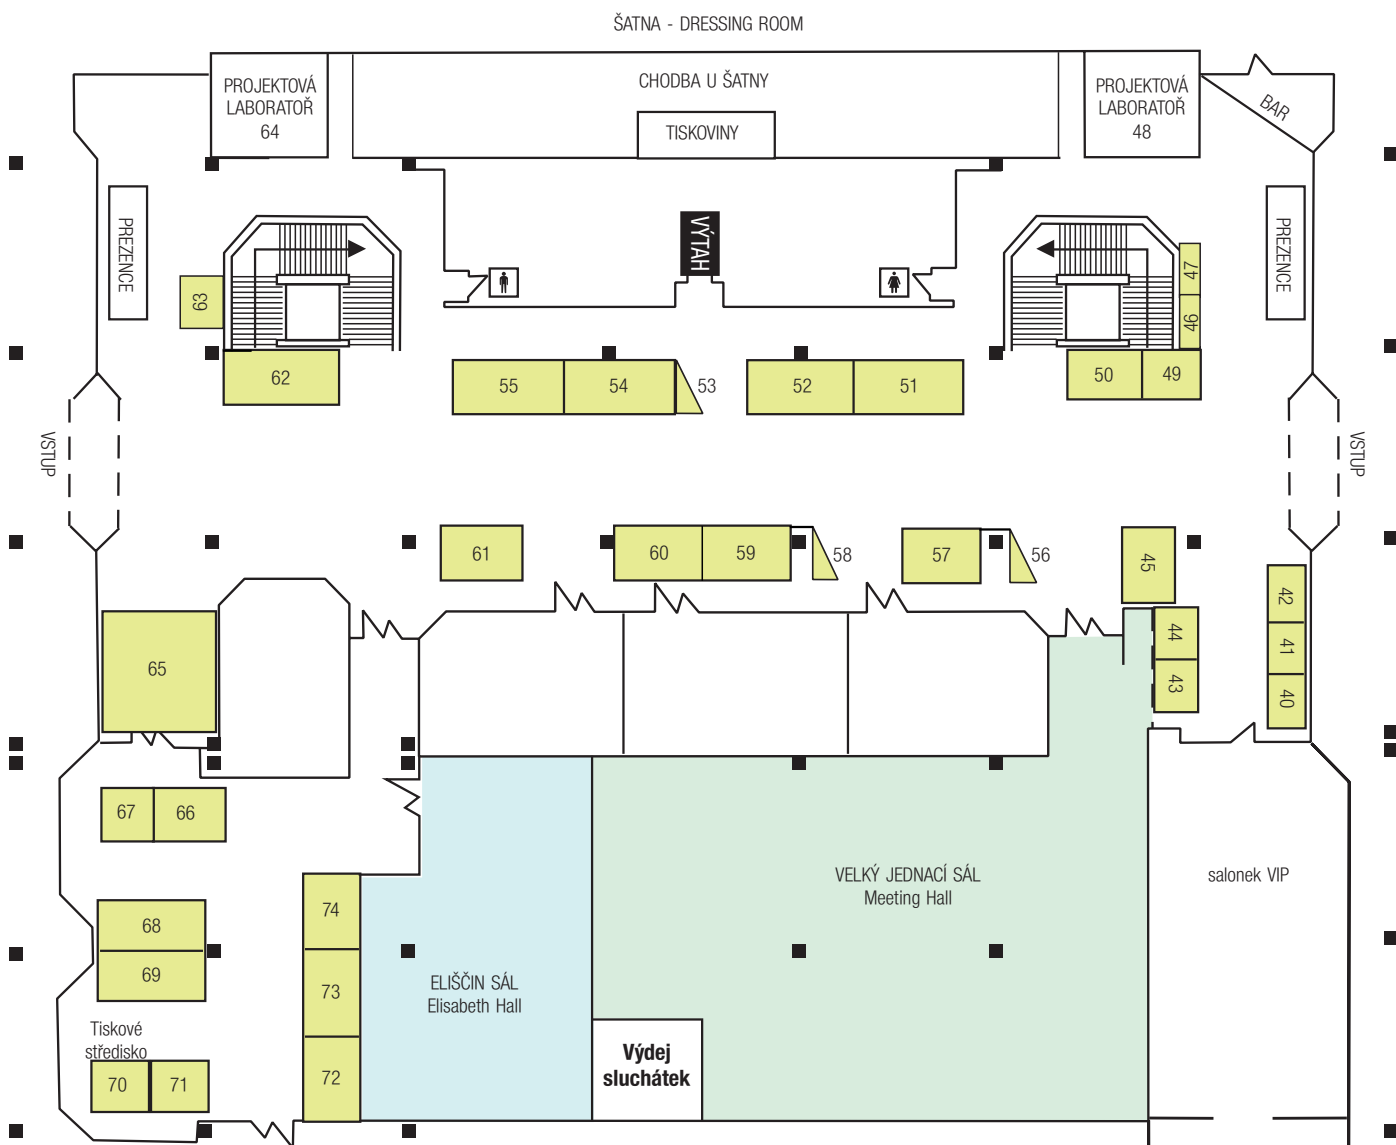 ŠATNA - DRESSING ROOM
PROJEKTOVÁ
LABORATOŘ
64
CHODBA U ŠATNY
TISKOVINY
PROJEKTOVÁ
LABORATOŘ
48
BAR
PREZENCE
VÝTAH
PREZENCE
63
47
46
62
55
54
53
52
51
50
49
VSTUP
VSTUP
61
60
59
58
57
56
45
42
44
41
65
43
40
67
66
74
68
69
73
VELKÝ JEDNACÍ SÁL
Meeting Hall
salonek VIP
ELIŠČIN SÁL
Elisabeth Hall
Tiskové
středisko
70
71
72
Výdej
sluchátek